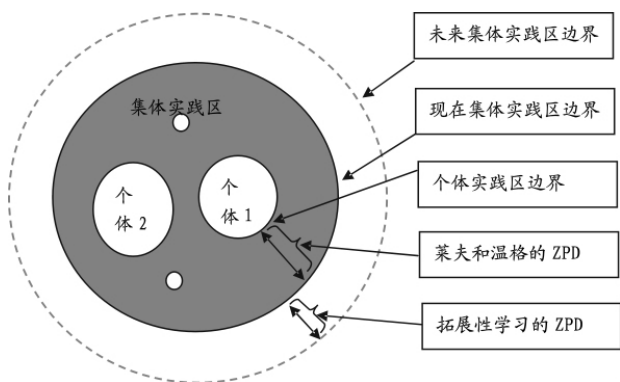 未来集体实践区边界
集体实践区
现在集体实践区边界
个体实践区边界
个
体 2
个
体 1
莱夫和温格的 ZPD
拓展性学习的 ZPD